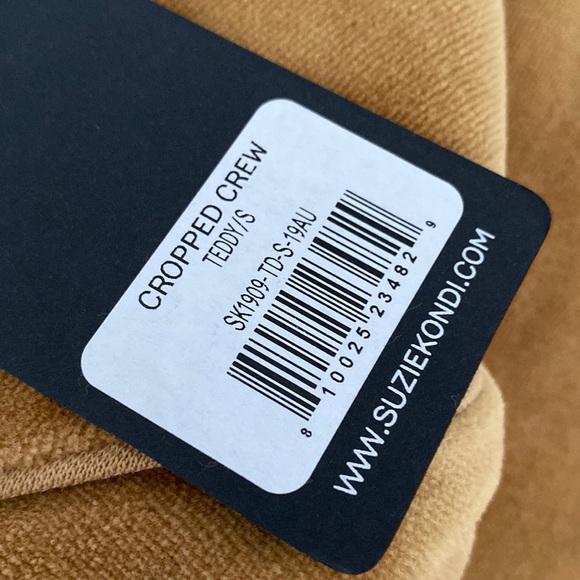 CROPPED CREW
TEDDY/S
SK1909-TD-S-19AU
8 10025 23482 9
WWW.SUZIEKONDI.COM